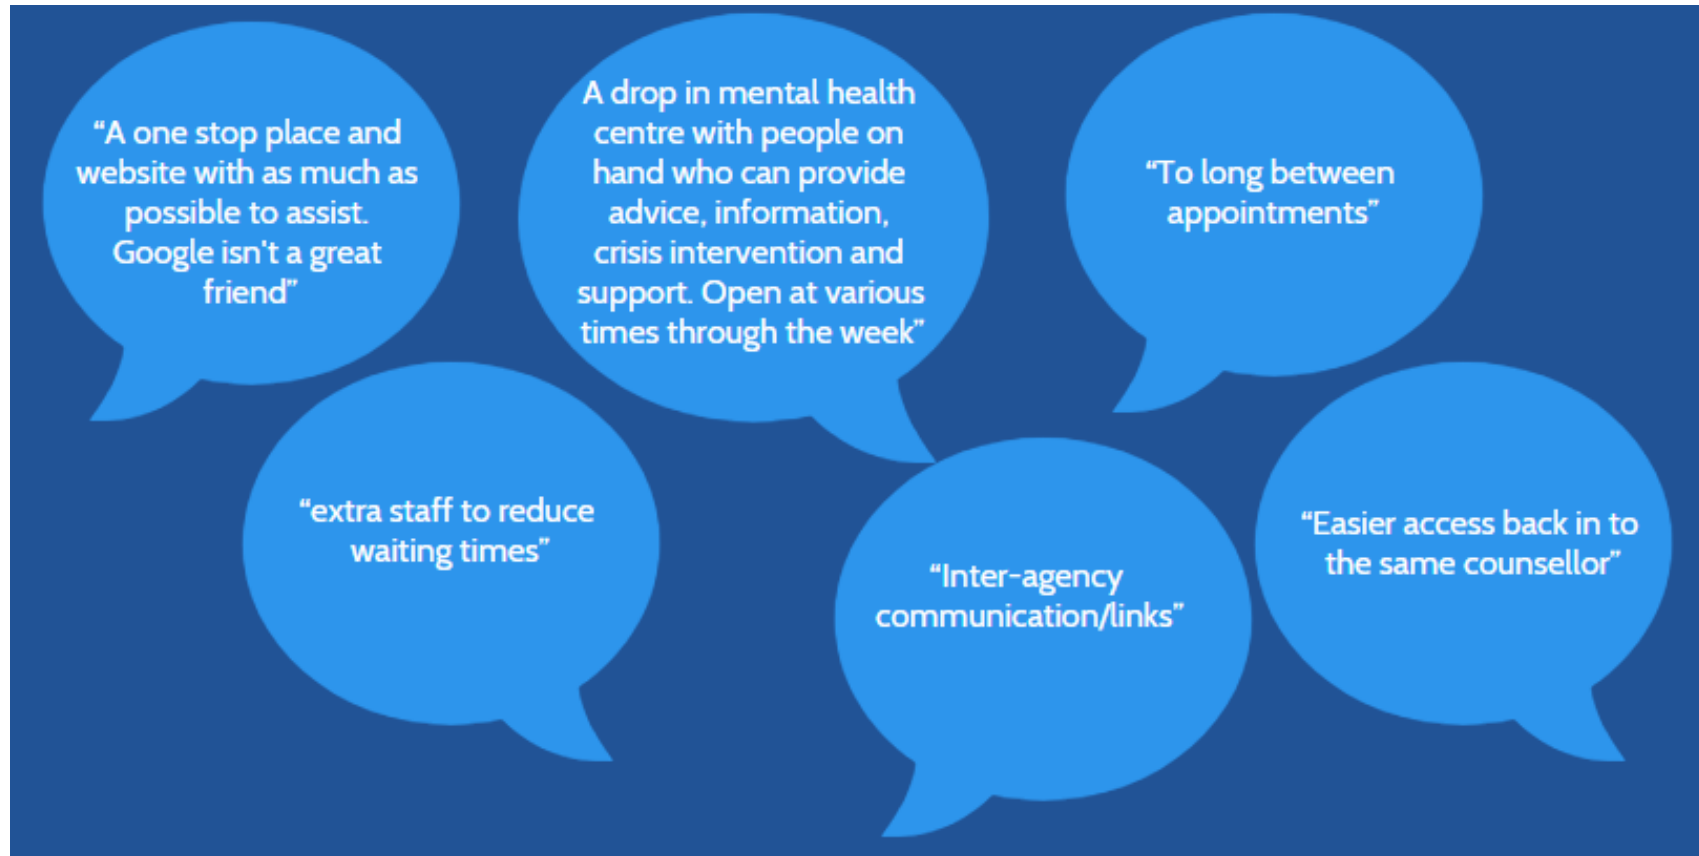 “A one stop place and
website with as much as
possible to assist.
Google isn't a great
friend”
A drop in mental health
centre with people on
hand who can provide
advice, information,
crisis intervention and
support. Open at various
times through the week”
“To long between
appointments”
“extra staff to reduce
waiting times”
“Inter-agency
communication/links”
“Easier access back in to
the same counsellor”